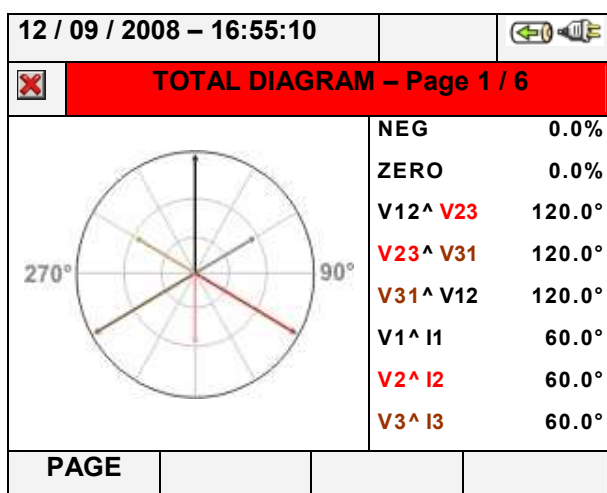 12 / 09 / 2008 – 16:55:10
TOTAL DIAGRAM – Page 1 / 6
NEG 0.0%
ZERO 0.0%
V12^ V23 120.0°
V23^ V31 120.0°
V31^ V12 120.0°
V1^ I1 60.0°
V2^ I2 60.0°
V3^ I3 60.0°
270° 90°
PAGE